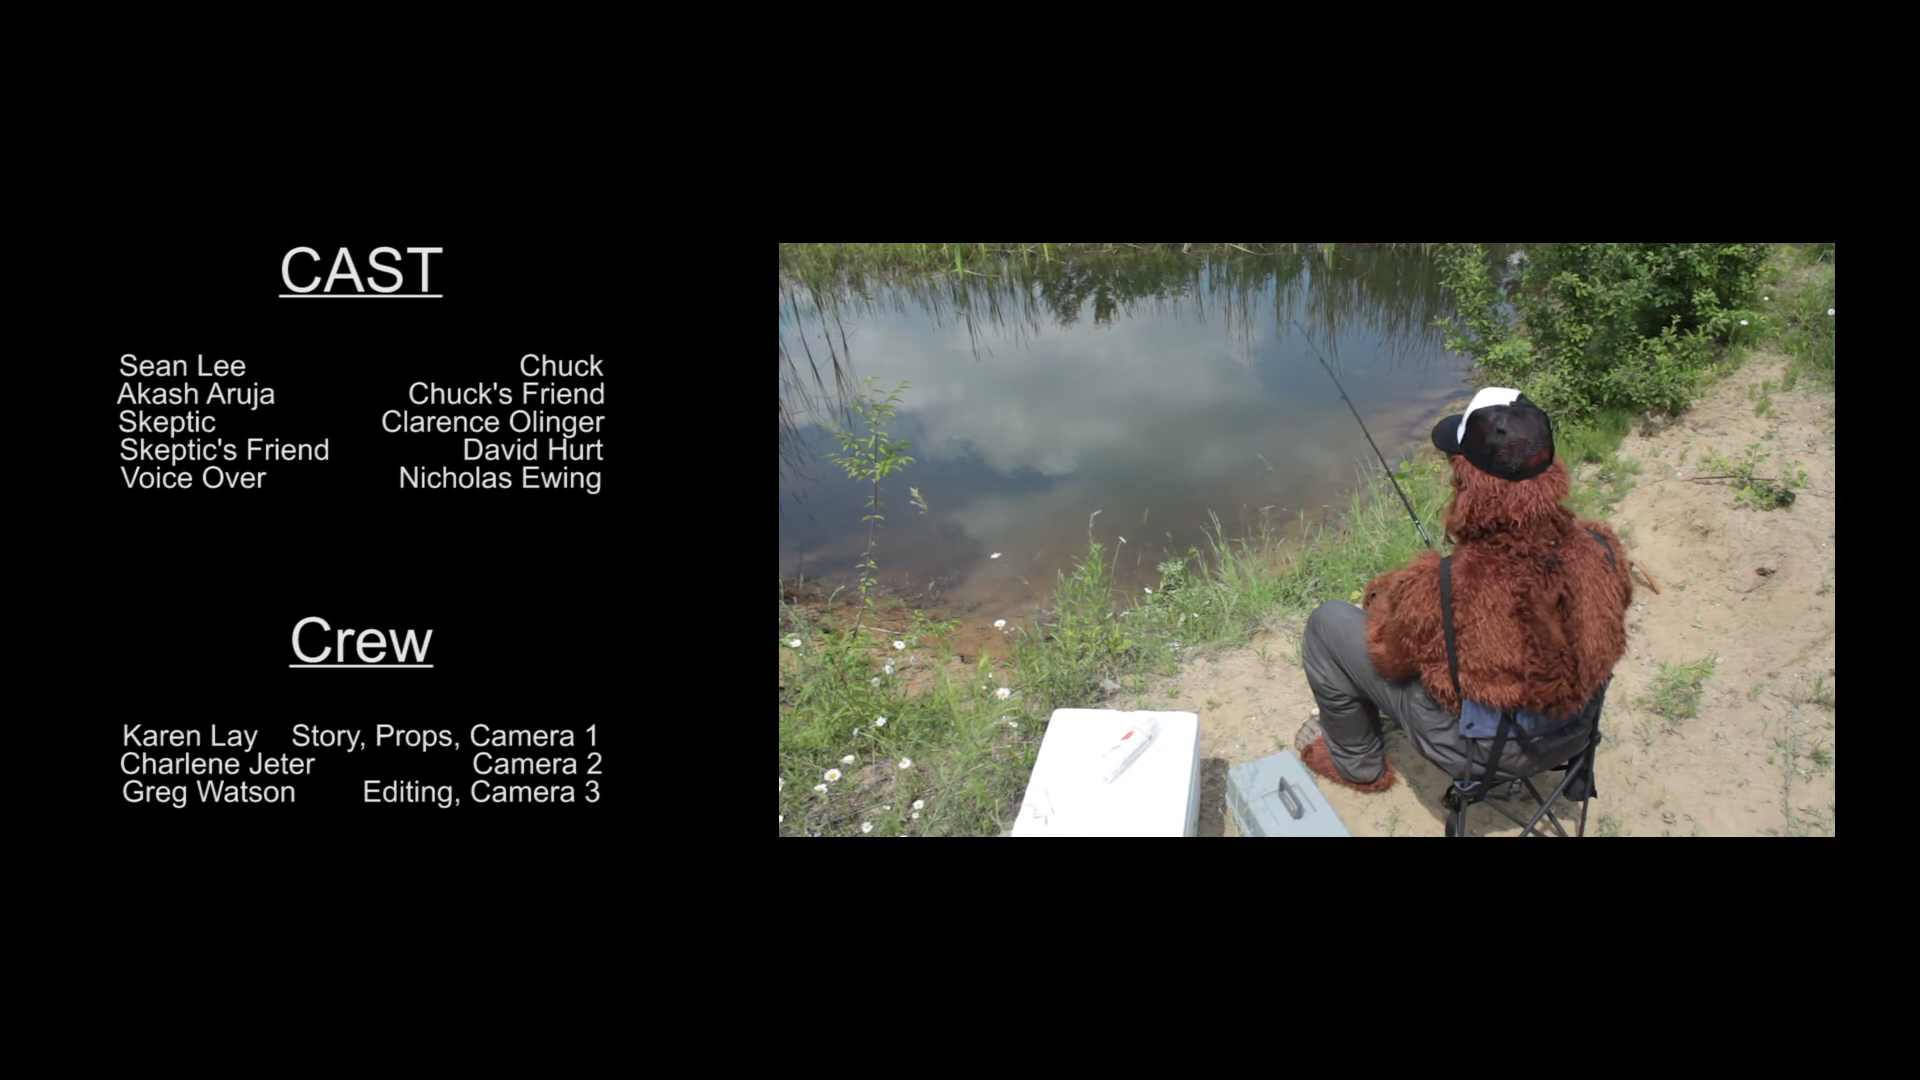 CAST
Sean Lee Chuck
Akash Aruja Chuck's Friend
Skeptic Clarence Olinger
Skeptic's Friend David Hurt
Voice Over Nicholas Ewing
Crew
Karen Lay Story, Props, Camera 1
Charlene Jeter Camera 2
Greg Watson Editing, Camera 3